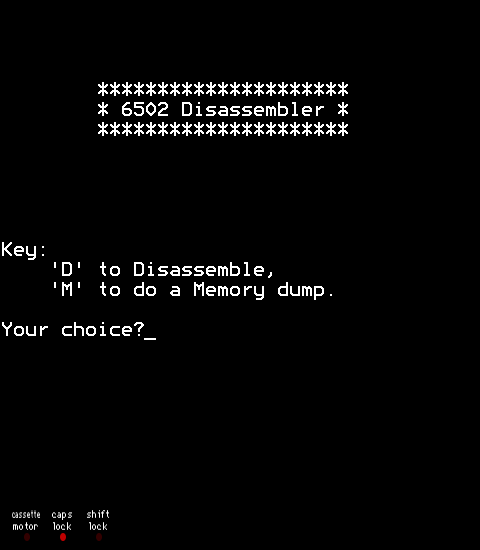 *********************
* 6502 Disassembler *
*********************
Key:
'D' to Disassemble,
'M' to do a Memory dump.
Your choice?_
cassette motor
caps lock
shift lock